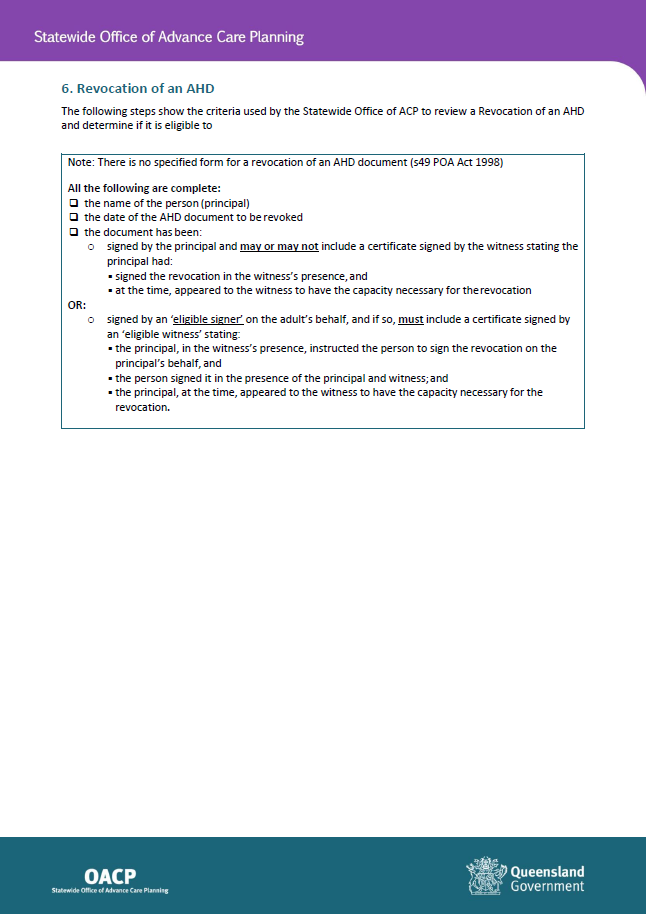 Statewide Office of Advance Care Planning
6. Revocation of an AHD
The following steps show the criteria used by the Statewide Office of ACP to review a Revocation of an AHD
and determine if it is eligible to
Note: There is no specified form for a revocation of an AHD document (s49 POA Act 1998)
All the following are complete:
❑ the name of the person (principal)
❑ the date of the AHD document to be revoked
❑ the document has been:
○ signed by the principal and may or may not include a certificate signed by the witness stating the
principal had:
▪ signed the revocation in the witness's presence, and
▪ at the time, appeared to the witness to have the capacity necessary for the revocation
OR:
○ signed by an 'eligible signer' on the adult's behalf, and if so, must include a certificate signed by
an 'eligible witness' stating:
▪ the principal, in the witness's presence, instructed the person to sign the revocation on the
principal's behalf, and
▪ the person signed it in the presence of the principal and witness; and
▪ the principal, at the time, appeared to the witness to have the capacity necessary for the
revocation.
OACP
Statewide Office of Advance Care Planning
Queensland
Government